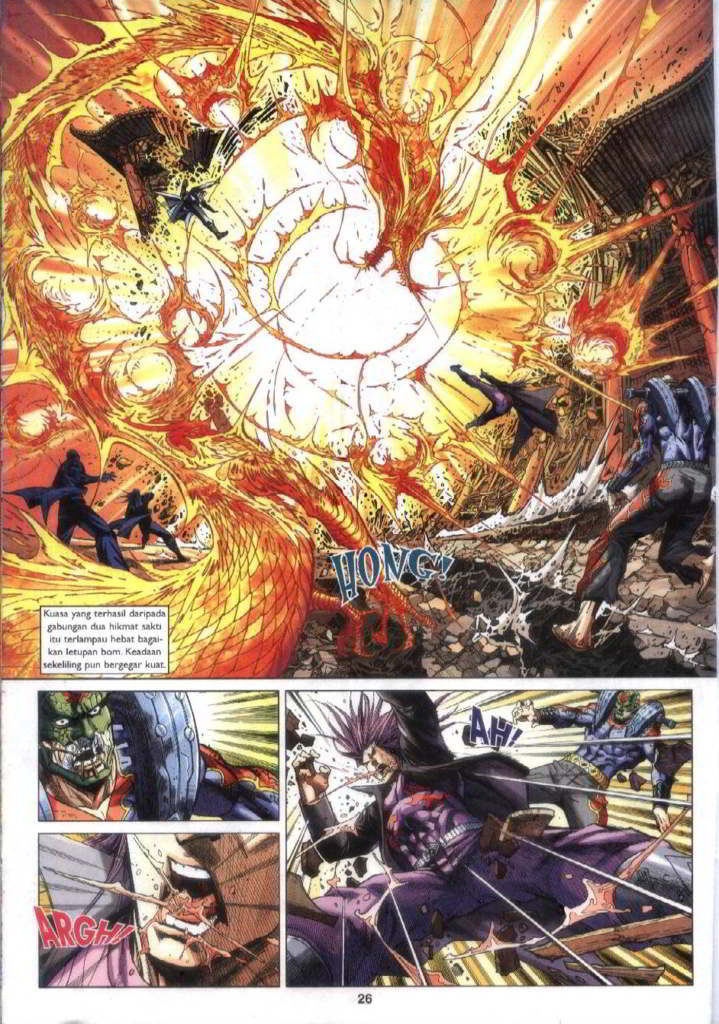 HONG!
Kuasa yang terhasil daripada
gabungan dua hikmat sakti
itu terlampau hebat bagai-
kan letupan bom. Keadaan
sekeliling pun bergegar kuat.
AH!
ARGH!
26